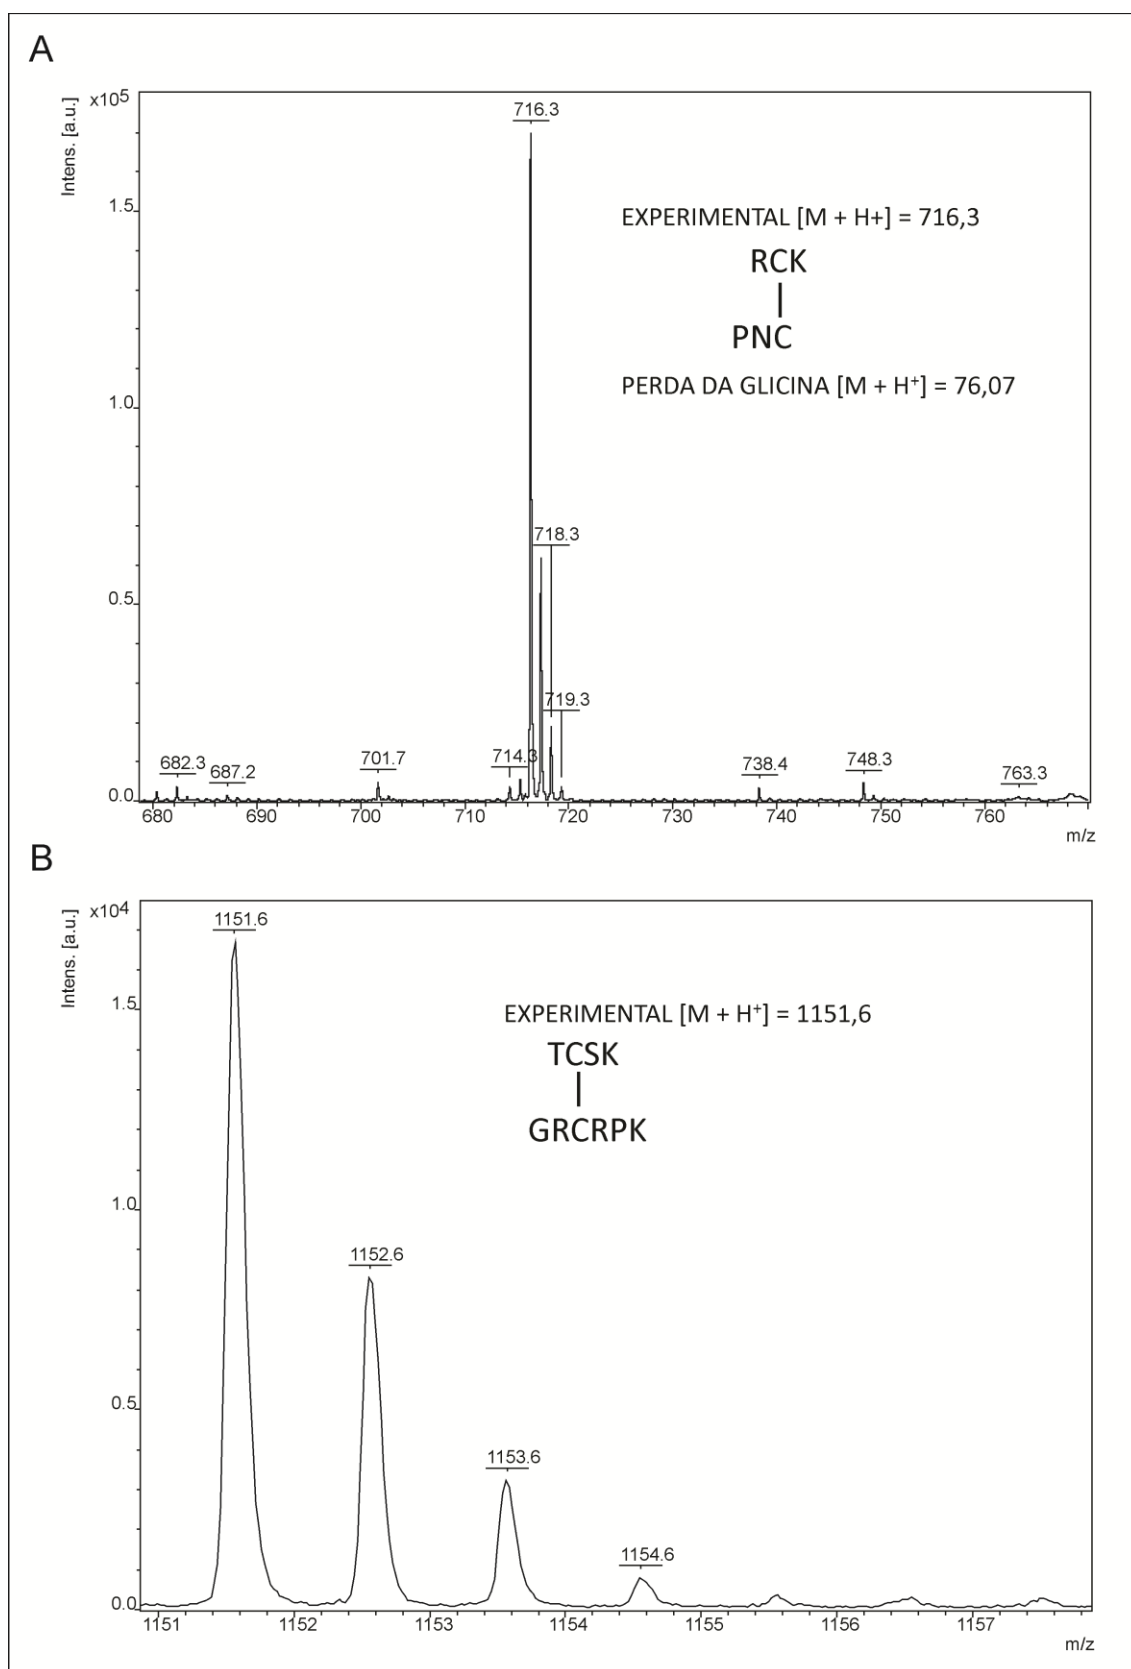 A
x10⁵
Intens. [a.u.]
716.3
1.5
EXPERIMENTAL [M + H+] = 716,3
RCK
PNC
PERDA DA GLICINA [M + H⁺] = 76,07
1.0
718.3
0.5
719.3
682.3
687.2
701.7
714.3
738.4
748.3
763.3
0.0
680 690 700 710 720 730 740 750 760
m/z
B
x10⁴
Intens. [a.u.]
1151.6
1.5
EXPERIMENTAL [M + H⁺] = 1151,6
TCSK
GRCRPK
1.0
1152.6
0.5
1153.6
1154.6
0.0
1151 1152 1153 1154 1155 1156 1157
m/z